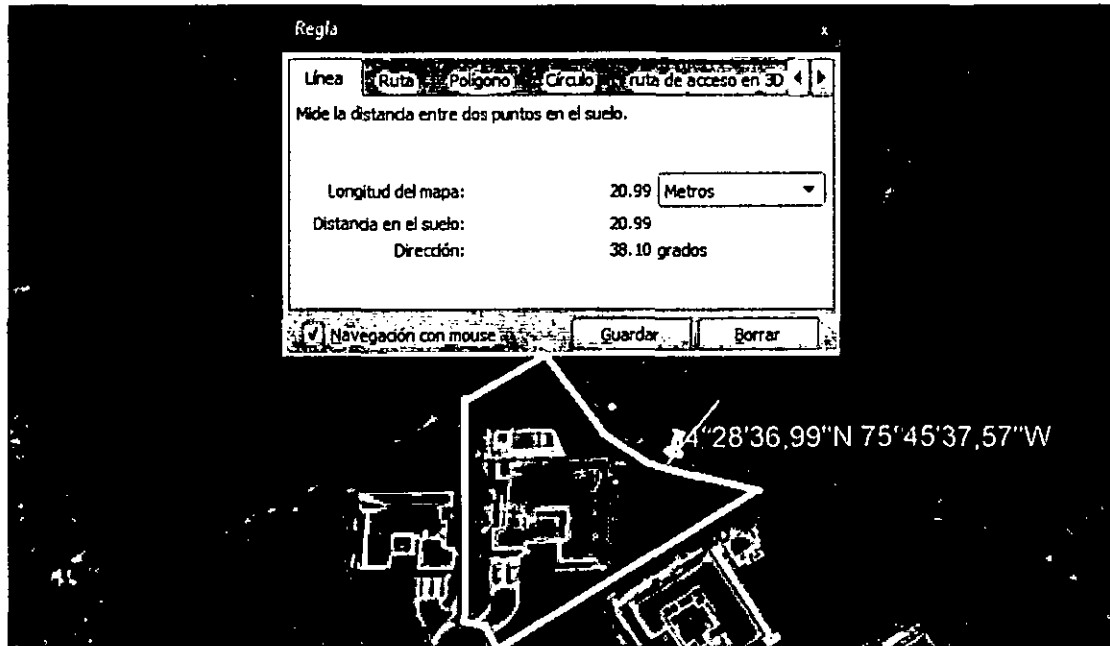 Regla x
Línea Ruta Polígono Círculo ruta de acceso en 3D
Mide la distancia entre dos puntos en el suelo.
Longitud del mapa: 20.99 Metros
Distancia en el suelo: 20.99
Dirección: 38.10 grados
Navegación con mouse Guardar Borrar
4°28'36,99"N 75°45'37,57"W